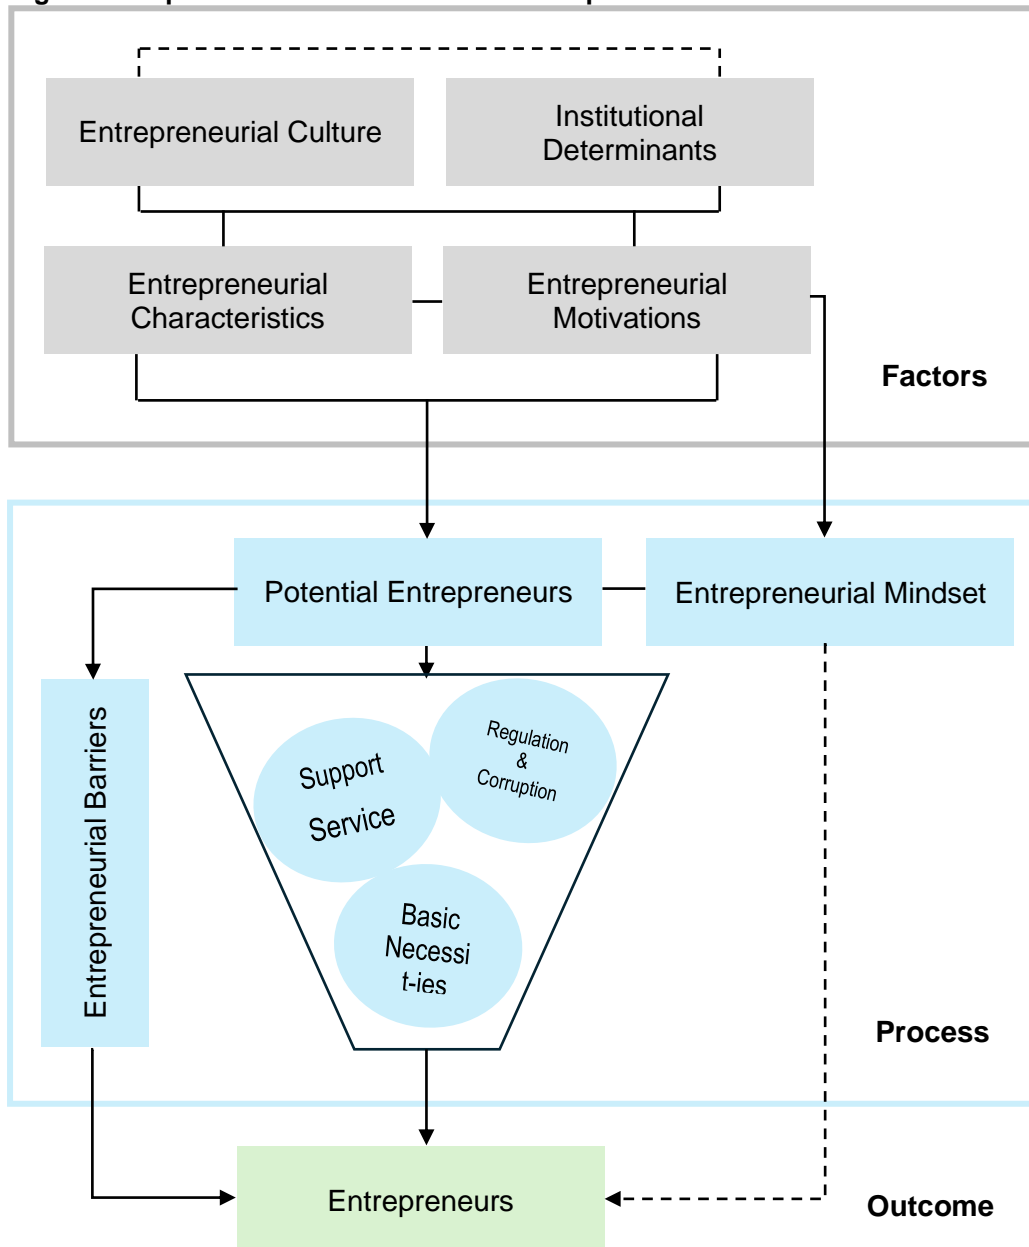 Entrepreneurial Culture
Institutional
Determinants
Entrepreneurial
Characteristics
Entrepreneurial
Motivations
Factors
Potential Entrepreneurs
Entrepreneurial Mindset
Entrepreneurial Barriers
Support
Service
Regulation
&
Corruption
Basic
Necessi
t-ies
Process
Entrepreneurs
Outcome